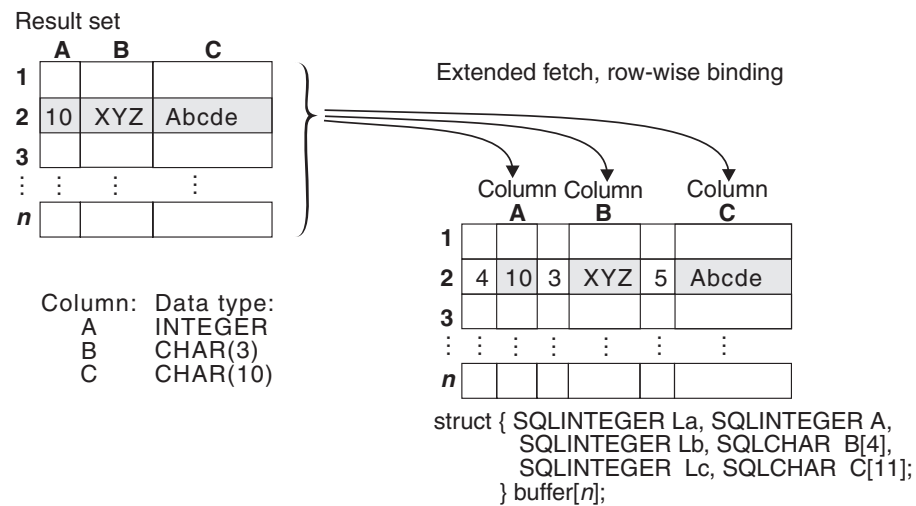 Result set
A B C
1
2 10 XYZ Abcde
3
⋮ ⋮ ⋮ ⋮
n
Column: Data type:
A INTEGER
B CHAR(3)
C CHAR(10)
Extended fetch, row-wise binding
Column Column Column
A B C
1
2 4 10 3 XYZ 5 Abcde
3
⋮ ⋮ ⋮ ⋮ ⋮ ⋮ ⋮
n
struct { SQLINTEGER La, SQLINTEGER A,
SQLINTEGER Lb, SQLCHAR B[4],
SQLINTEGER Lc, SQLCHAR C[11];
} buffer[n];